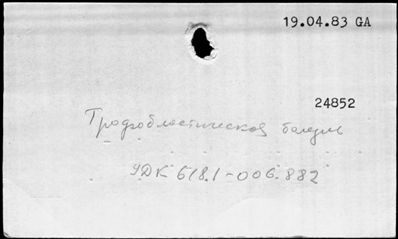 19.04.83 GA
24852
Трофобластическая болезнь
УДК 618.1-006.882